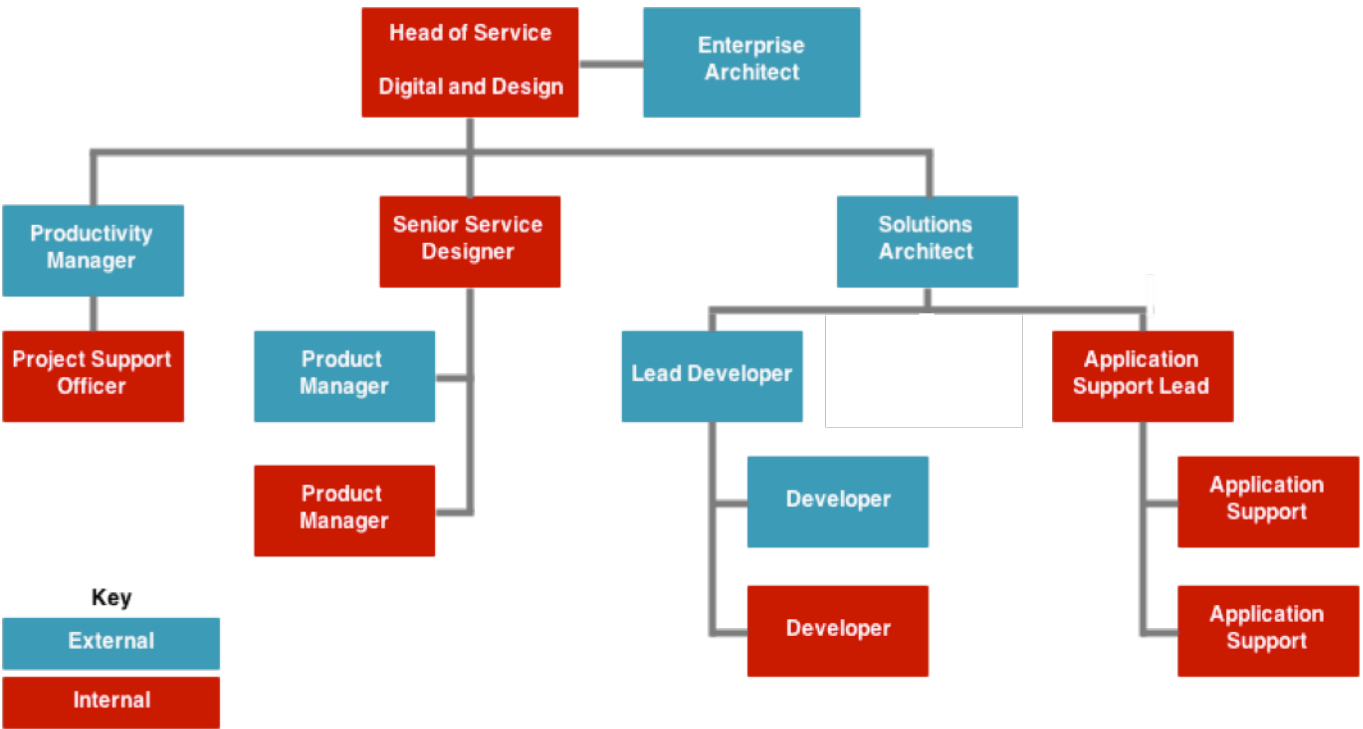 Head of Service
Digital and Design
Enterprise
Architect
Productivity
Manager
Senior Service
Designer
Solutions
Architect
Project Support
Officer
Product
Manager
Lead Developer
Application
Support Lead
Product
Manager
Developer
Application
Support
Developer
Application
Support
Key
External
Internal